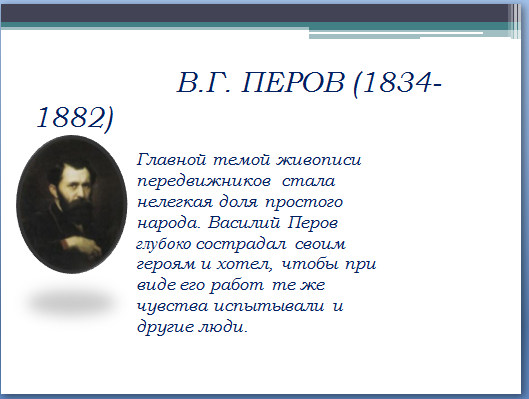 В.Г. ПЕРОВ (1834-
1882)
Главной темой живописи
передвижников стала
нелегкая доля простого
народа. Василий Перов
глубоко сострадал своим
героям и хотел, чтобы при
виде его работ те же
чувства испытывали и
другие люди.